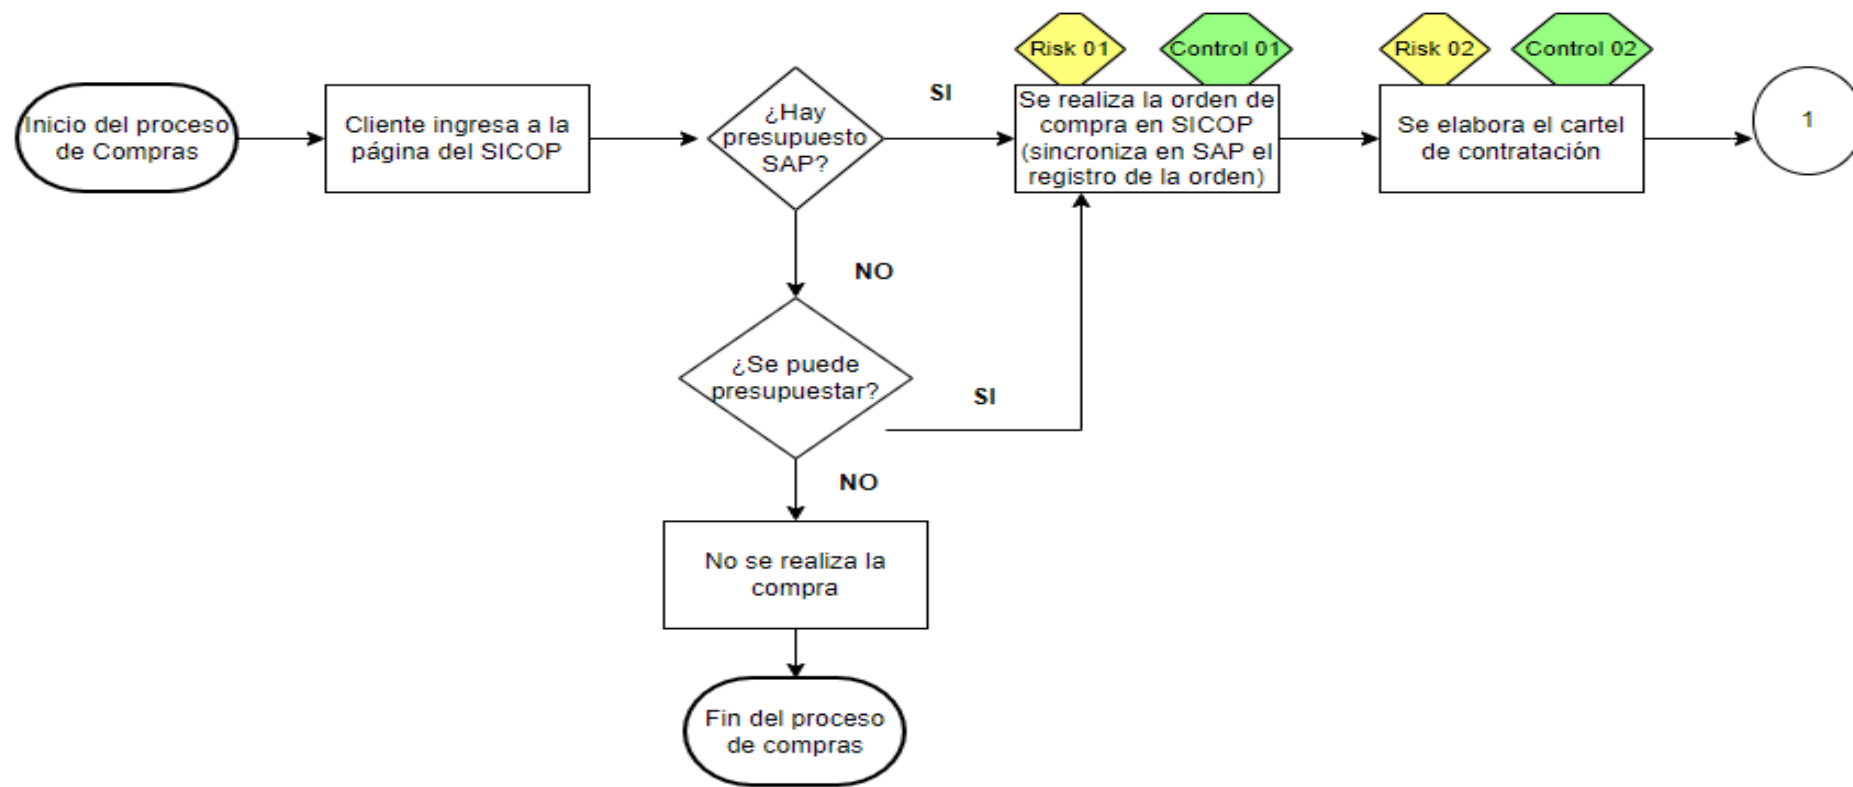 Inicio del proceso
de Compras
Cliente ingresa a la
página del SICOP
¿Hay
presupuesto
SAP?
SI
Risk 01
Control 01
Se realiza la orden de
compra en SICOP
(sincroniza en SAP el
registro de la orden)
Risk 02
Control 02
Se elabora el cartel
de contratación
1
NO
¿Se puede
presupuestar?
SI
NO
No se realiza la
compra
Fin del proceso
de compras